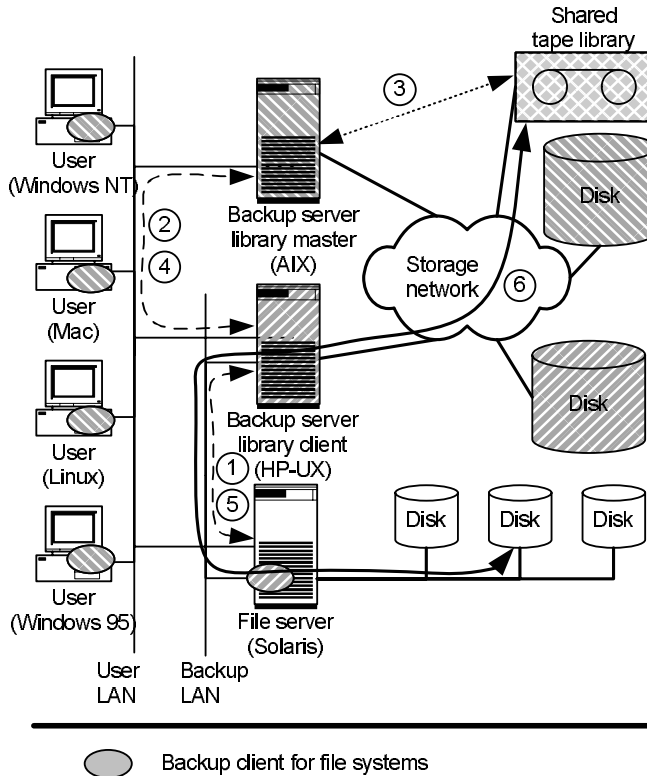 Shared
tape library
3
User
(Windows NT)
Disk
Backup server
library master
(AIX)
2
4
Storage
network
6
User
(Mac)
Disk
Backup server
library client
(HP-UX)
User
(Linux)
1
5
Disk
Disk
Disk
User
(Windows 95)
File server
(Solaris)
User
LAN
Backup
LAN
Backup client for file systems